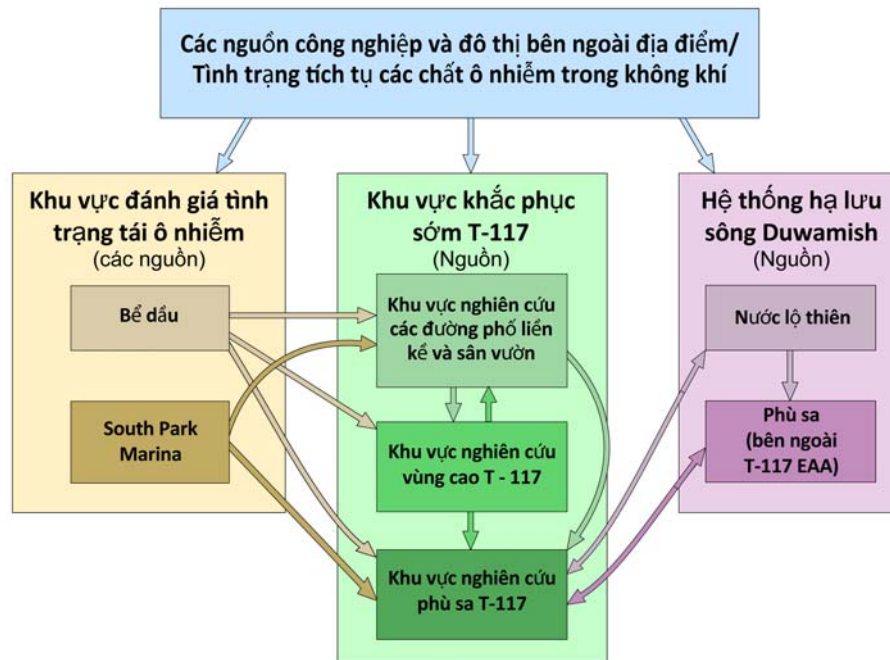 Các nguồn công nghiệp và đô thị bên ngoài địa điểm/
Tình trạng tích tụ các chất ô nhiễm trong không khí
Khu vực đánh giá tình
trạng tái ô nhiễm
(các nguồn)
Bể dầu
South Park
Marina
Khu vực khắc phục
sớm T-117
(Nguồn)
Khu vực nghiên cứu
các đường phố liền
kề và sân vườn
Khu vực nghiên cứu
vùng cao T - 117
Khu vực nghiên cứu
phù sa T-117
Hệ thống hạ lưu
sông Duwamish
(Nguồn)
Nước lộ thiên
Phù sa
(bên ngoài
T-117 EAA)